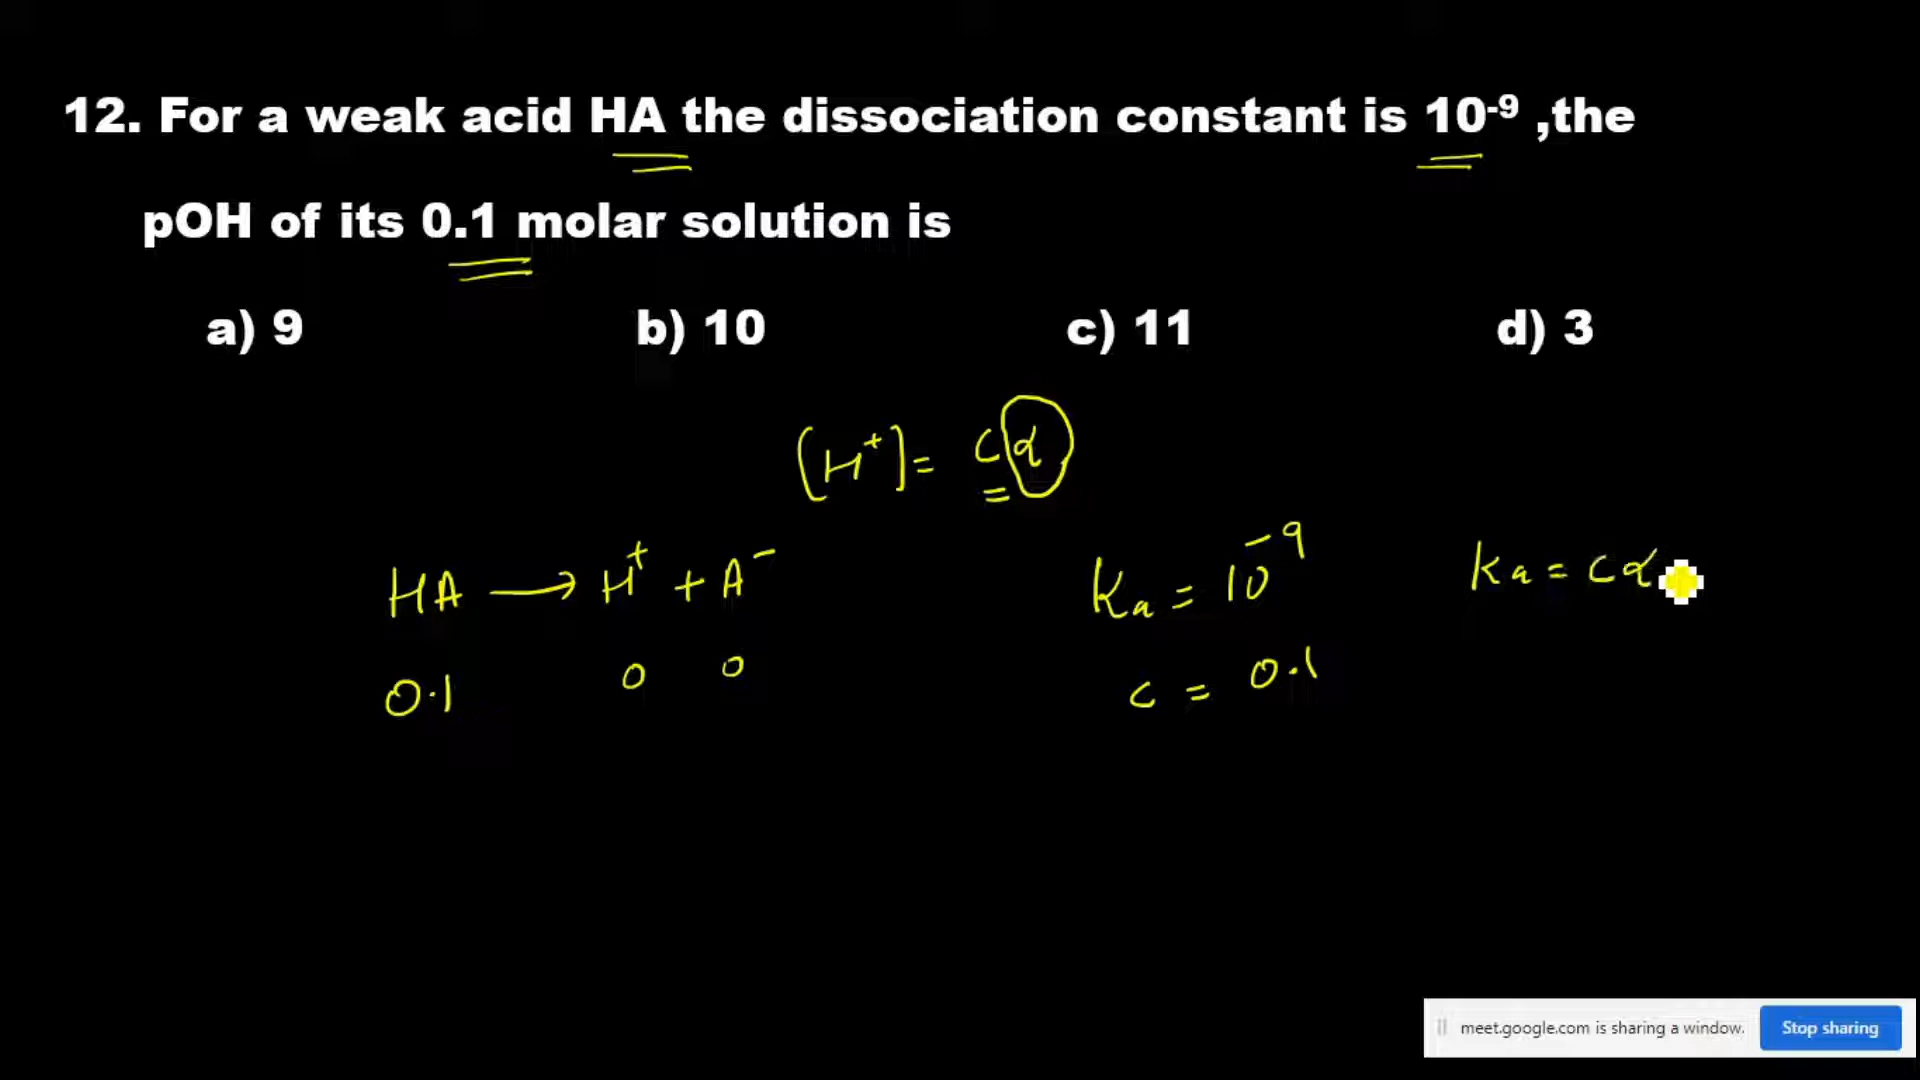 12. For a weak acid HA the dissociation constant is 10⁻⁹ ,the
pOH of its 0.1 molar solution is
a) 9 b) 10 c) 11 d) 3
[H⁺] = cα
HA → H⁺ + A⁻ Ka = 10⁻⁹ Ka = cα
0.1 0 0 c = 0.1
meet.google.com is sharing a window. Stop sharing